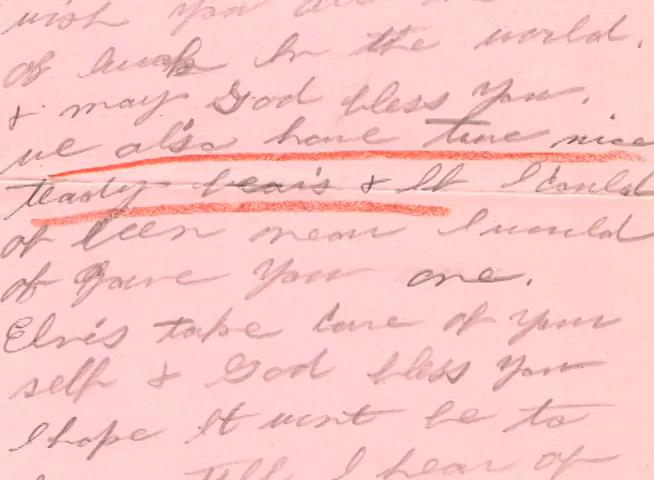 wish you all the
of luck In the world.
& may God bless You.
we also have two nice
teady bears & If I Could
of been near I would
of gave You one.
Elvis take Care of your
self & God bless You
I hope It wont be to
till I hear of